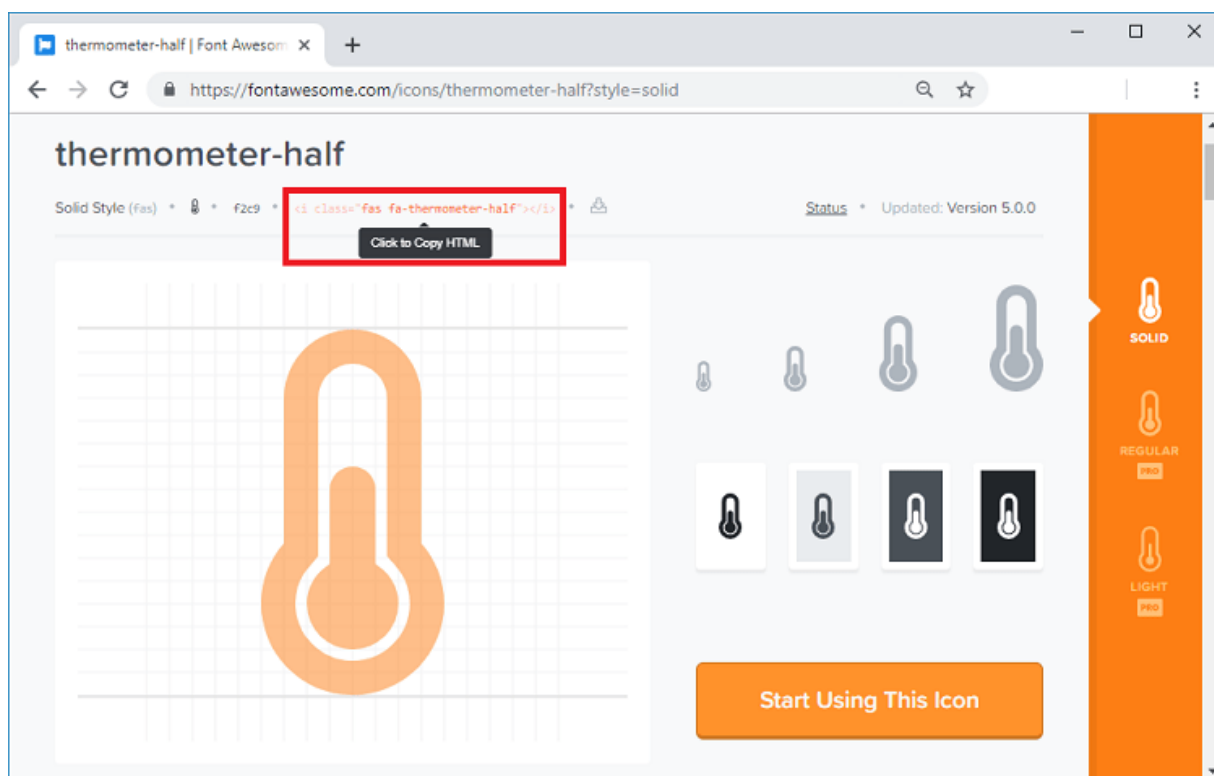 thermometer-half | Font Awesom
https://fontawesome.com/icons/thermometer-half?style=solid
thermometer-half
Solid Style (fas) • • f2c9 • <i class="fas fa-thermometer-half"></i> •
Status • Updated: Version 5.0.0
Click to Copy HTML
SOLID
REGULAR
PRO
LIGHT
PRO
Start Using This Icon